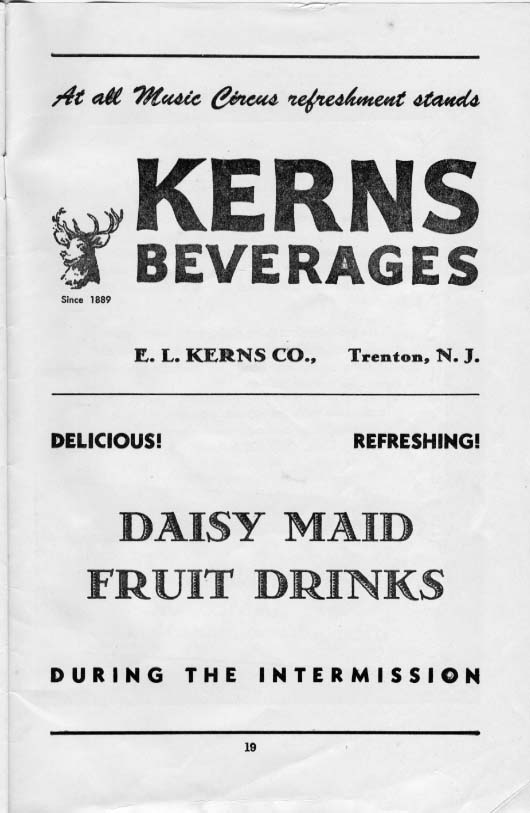 At all Music Circus refreshment stands
KERNS
BEVERAGES
Since 1889
E. L. KERNS CO., Trenton, N. J.
DELICIOUS! REFRESHING!
DAISY MAID
FRUIT DRINKS
DURING THE INTERMISSION
19